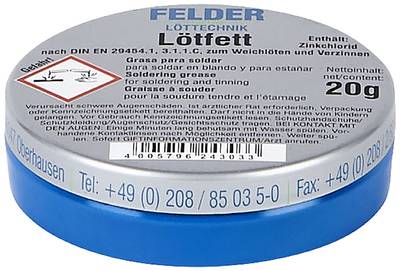 FELDER
LÖTTECHNIK
Lötfett
Enthält:
Zinkchlorid
nach DIN EN 29454.1, 3.1.1.C, zum Weichlöten und Verzinnen
Gefahr!
Grasa para soldar
para soldar en blando y para estañar
Soldering grease
for soldering and tinning
Graisse à souder
pour la soudure tendre et l'étamage
Nettoinhalt:
net/content:
20g
Verursacht schwere Augenschäden. Ist ärztlicher Rat erforderlich, Verpackung
oder Kennzeichnungsetikett bereithalten. Darf nicht in die Hände von Kindern
gelangen. Vor Gebrauch Kennzeichnungsetikett lesen. Schutzhandschuhe/
Schutzkleidung/Augenschutz/Gesichtsschutz tragen. BEI KONTAKT MIT
DEN AUGEN: Einige Minuten lang behutsam mit Wasser spülen. Vor-
handene Kontaktlinsen nach Möglichkeit entfernen. Weiter spü-
len. Sofort GIFTINFORMATIONSZENTRUM/Arzt anrufen.
4 005796 243033
Oberhausen | Tel: +49 (0) 208 / 85 03 5-0 | Fax: +49 (0) 208 /